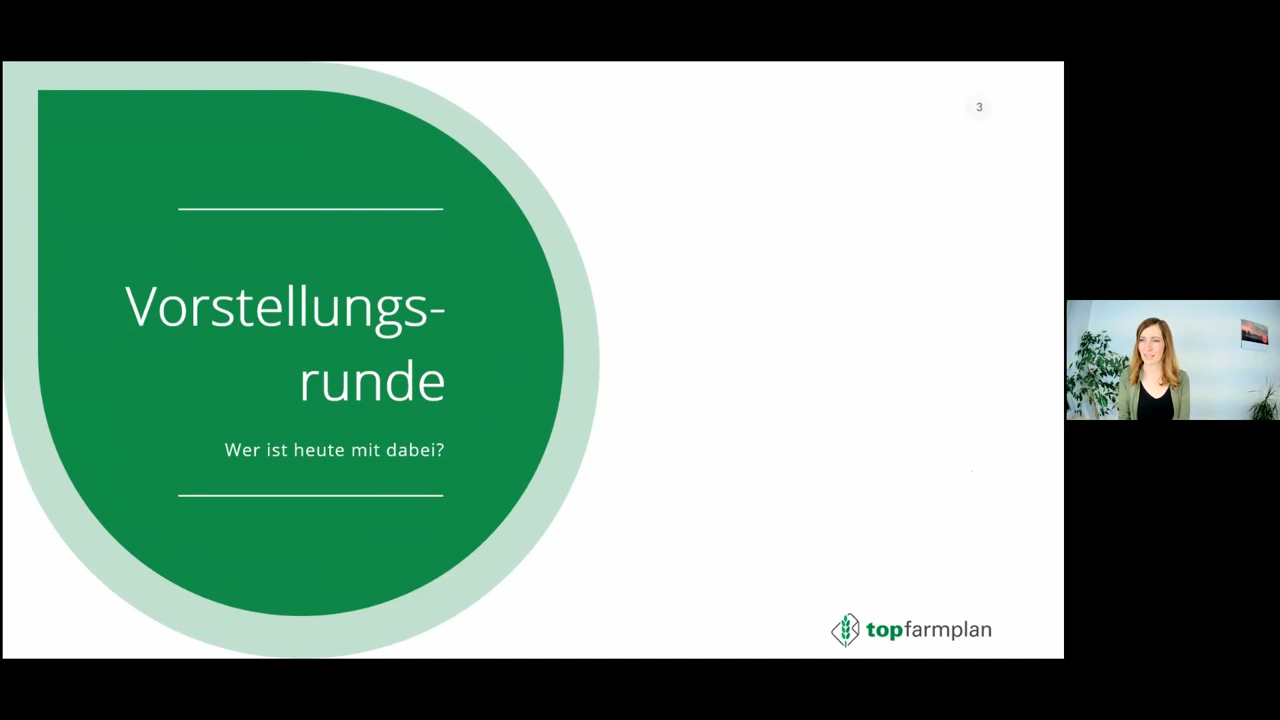 3
Vorstellungs-
runde
Wer ist heute mit dabei?
topfarmplan